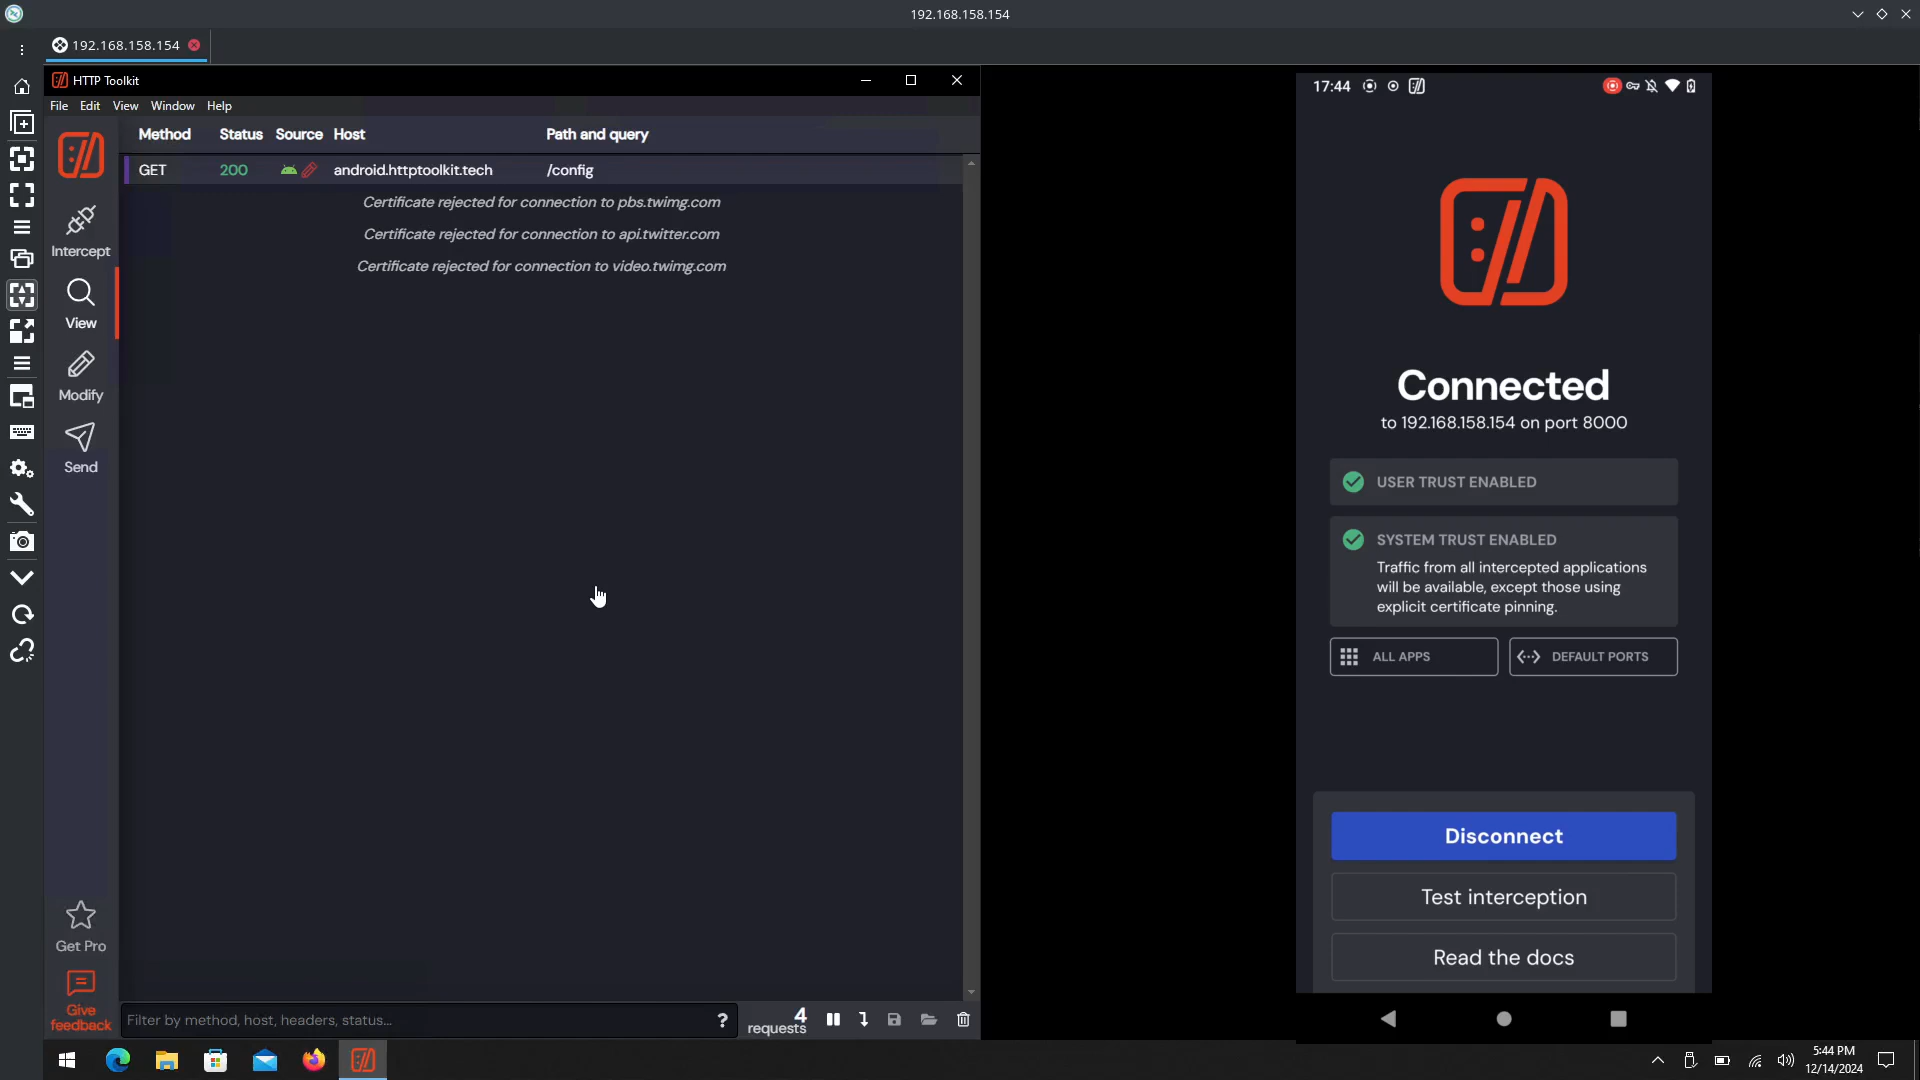 192.168.158.154
192.168.158.154
HTTP Toolkit
File Edit View Window Help
Method Status Source Host Path and query
GET 200 android.httptoolkit.tech /config
Certificate rejected for connection to pbs.twimg.com
Certificate rejected for connection to api.twitter.com
Certificate rejected for connection to video.twimg.com
Intercept
View
Modify
Send
Get Pro
Give
feedback
Filter by method, host, headers, status...
?
4
requests
17:44
Connected
to 192.168.158.154 on port 8000
USER TRUST ENABLED
SYSTEM TRUST ENABLED
Traffic from all intercepted applications
will be available, except those using
explicit certificate pinning.
ALL APPS
DEFAULT PORTS
Disconnect
Test interception
Read the docs
5:44 PM
12/14/2024